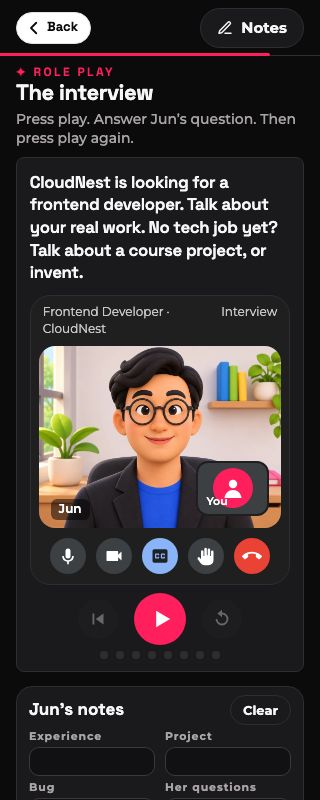 Back
Notes
ROLE PLAY
The interview
Press play. Answer Jun's question. Then
press play again.
CloudNest is looking for a
frontend developer. Talk about
your real work. No tech job yet?
Talk about a course project, or
invent.
Frontend Developer ·
CloudNest
Interview
You
Jun
CC
Jun's notes
Clear
Experience
Project
Bug
Her questions